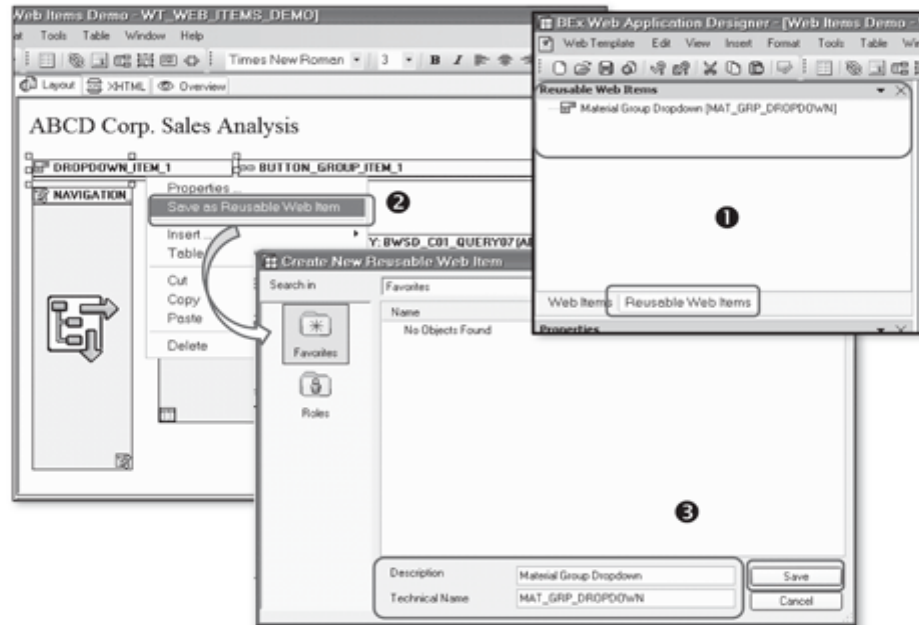 Web Items Demo - WT_WEB_ITEMS_DEMO]
Tools Table Window Help
Times New Roman 3 B I
Layout XHTML Overview
ABCD Corp. Sales Analysis
DROPDOWN_ITEM_1 BUTTON_GROUP_ITEM_1
NAVIGATION_
Properties ...
Save as Reusable Web Item
❷
Insert ...
Table
Cut
Copy
Paste
Delete
Y: BWSD_C01_QUERY07
BEx Web Application Designer - [Web Items Demo -
Web Template Edit View Insert Format Tools Table
Reusable Web Items
Material Group Dropdown [MAT_GRP_DROPDOWN]
❶
Web Items Reusable Web Items
Properties
Create New Reusable Web Item
Search in Favorites
Name
No Objects Found
Favorites
Roles
❸
Description Material Group Dropdown Save
Technical Name MAT_GRP_DROPDOWN Cancel